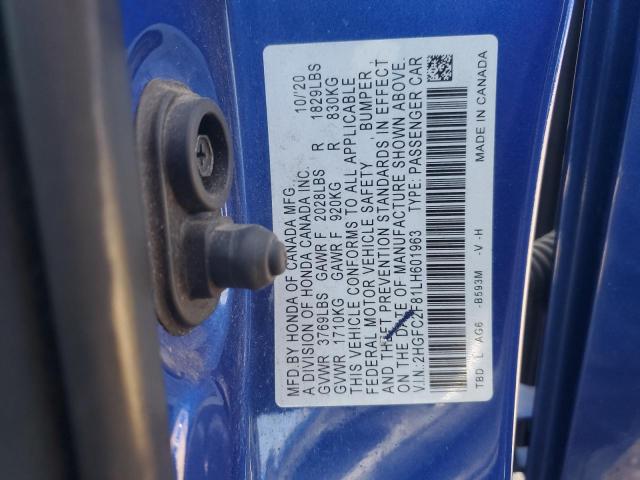 MFD.BY HONDA OF CANADA MFG. 10/'20
A DIVISION OF HONDA CANADA INC.
GVWR 3769LBS GAWR F 2028LBS R 1829LBS
GVWR 1710KG GAWR F 920KG R 830KG
THIS VEHICLE CONFORMS TO ALL APPLICABLE
FEDERAL MOTOR VEHICLE SAFETY , BUMPER
AND THEFT PREVENTION STANDARDS IN EFFECT
ON THE DATE OF MANUFACTURE SHOWN ABOVE.
V.I.N.:2HGFC2F81LH601963 TYPE: PASSENGER CAR
TBD L AG6 -B593M -V -H MADE IN CANADA